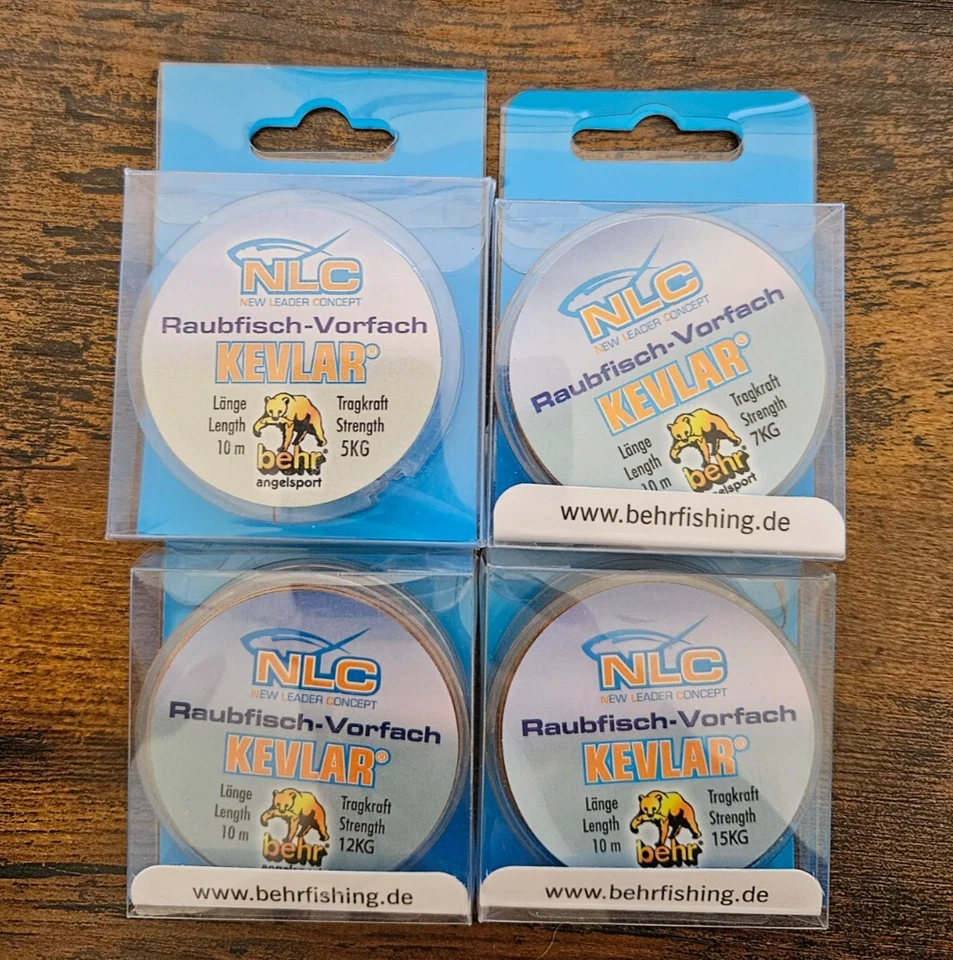 NLC
NEW LEADER CONCEPT
Raubfisch-Vorfach
KEVLAR®
Länge
Length
10 m
Tragkraft
Strength
5KG
behr
angelsport
NLC
NEW LEADER CONCEPT
Raubfisch-Vorfach
KEVLAR®
Länge
Length
10 m
Tragkraft
Strength
7KG
behr
angelsport
www.behrfishing.de
NLC
NEW LEADER CONCEPT
Raubfisch-Vorfach
KEVLAR®
Länge
Length
10 m
Tragkraft
Strength
12KG
behr
www.behrfishing.de
NLC
NEW LEADER CONCEPT
Raubfisch-Vorfach
KEVLAR®
Länge
Length
10 m
Tragkraft
Strength
15KG
behr
www.behrfishing.de